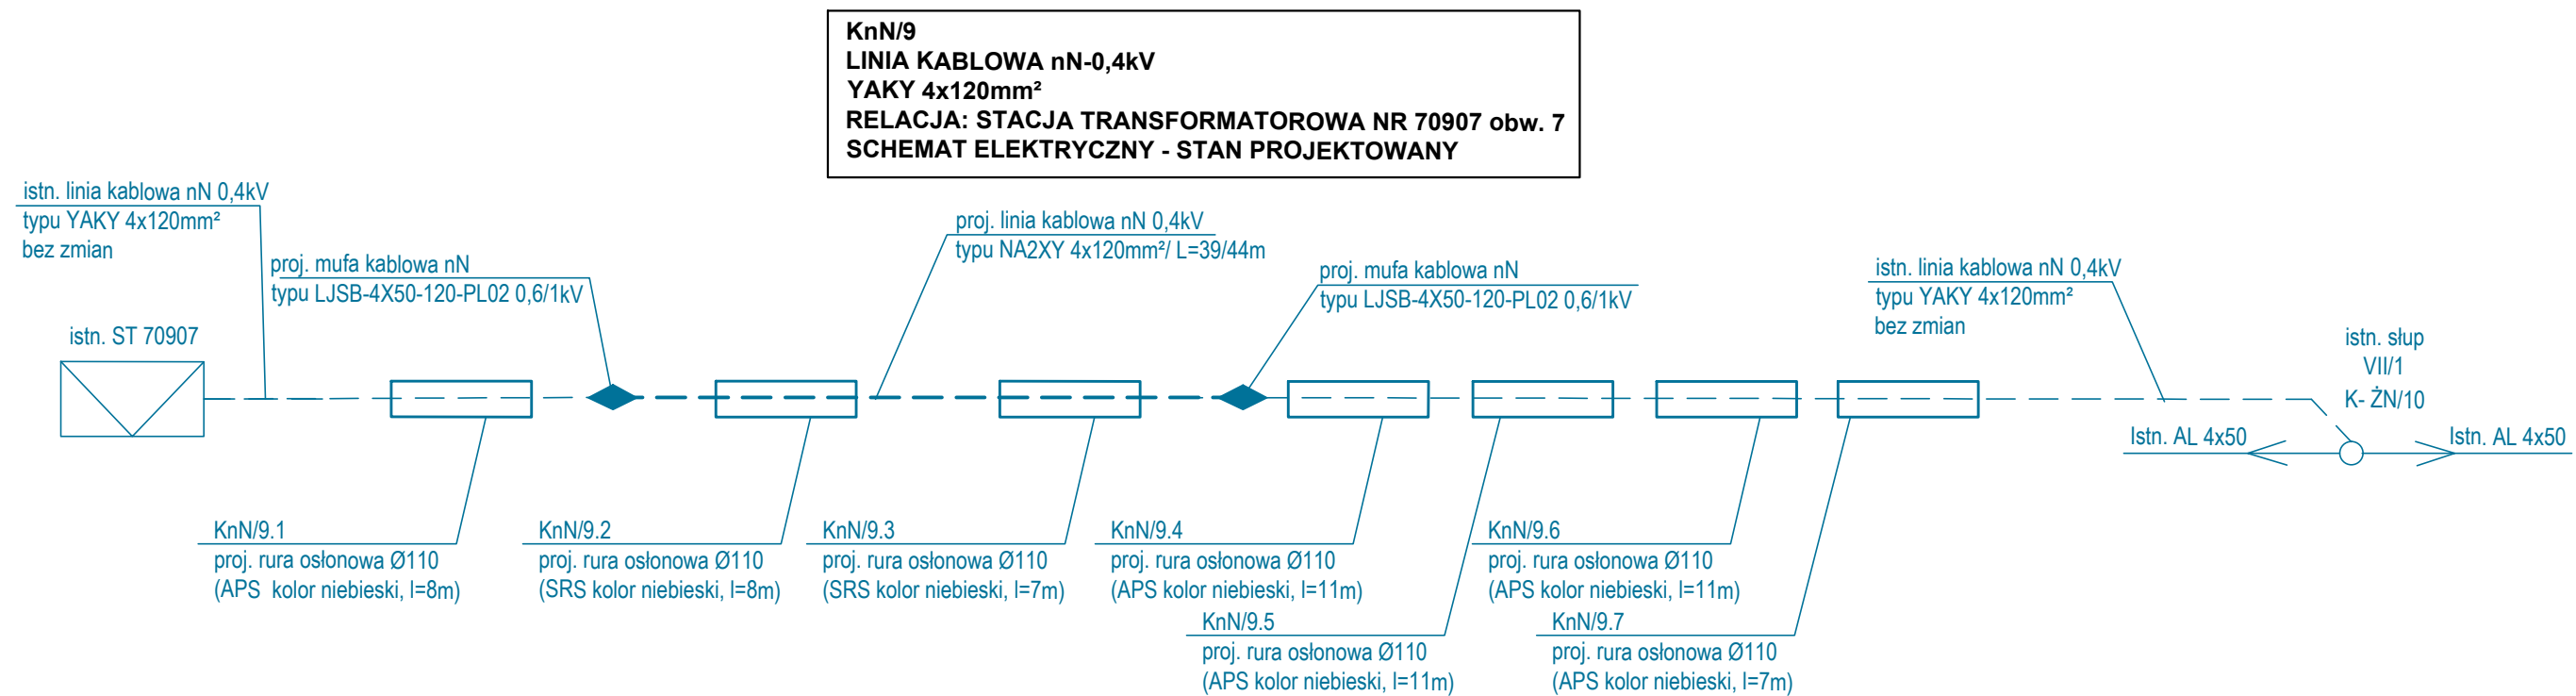 KnN/9
LINIA KABLOWA nN-0,4kV
YAKY 4x120mm²
RELACJA: STACJA TRANSFORMATOROWA NR 70907 obw. 7
SCHEMAT ELEKTRYCZNY - STAN PROJEKTOWANY
istn. linia kablowa nN 0,4kV
typu YAKY 4x120mm²
bez zmian
proj. mufa kablowa nN
typu LJSB-4X50-120-PL02 0,6/1kV
proj. linia kablowa nN 0,4kV
typu NA2XY 4x120mm²/ L=39/44m
proj. mufa kablowa nN
typu LJSB-4X50-120-PL02 0,6/1kV
istn. linia kablowa nN 0,4kV
typu YAKY 4x120mm²
bez zmian
istn. ST 70907
istn. słup
VII/1
K- ŻN/10
Istn. AL 4x50
Istn. AL 4x50
KnN/9.1
proj. rura osłonowa Ø110
(APS  kolor niebieski, l=8m)
KnN/9.2
proj. rura osłonowa Ø110
(SRS kolor niebieski, l=8m)
KnN/9.3
proj. rura osłonowa Ø110
(SRS kolor niebieski, l=7m)
KnN/9.4
proj. rura osłonowa Ø110
(APS kolor niebieski, l=11m)
KnN/9.5
proj. rura osłonowa Ø110
(APS kolor niebieski, l=11m)
KnN/9.6
proj. rura osłonowa Ø110
(APS kolor niebieski, l=11m)
KnN/9.7
proj. rura osłonowa Ø110
(APS kolor niebieski, l=7m)